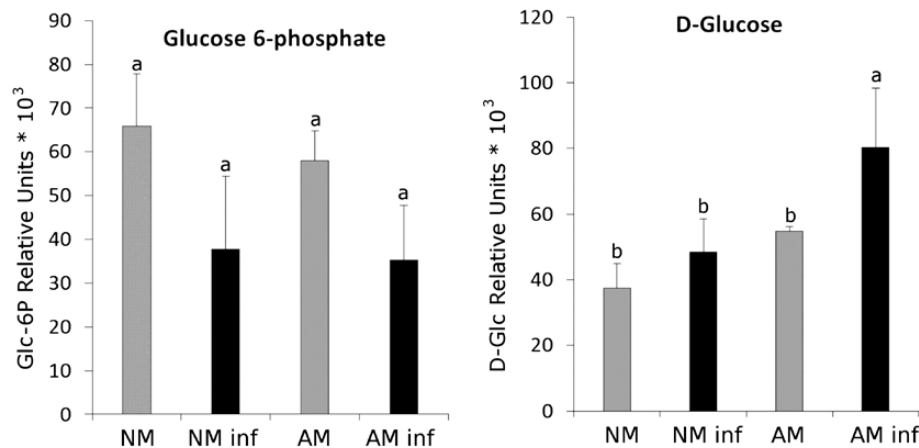 Glucose 6-phosphate
Glc-6P Relative Units * 10³
90
80
70
60
50
40
30
20
10
0
a
a
a
a
NM
NM inf
AM
AM inf
D-Glucose
D-Glc Relative Units * 10³
120
100
80
60
40
20
0
b
b
b
a
NM
NM inf
AM
AM inf